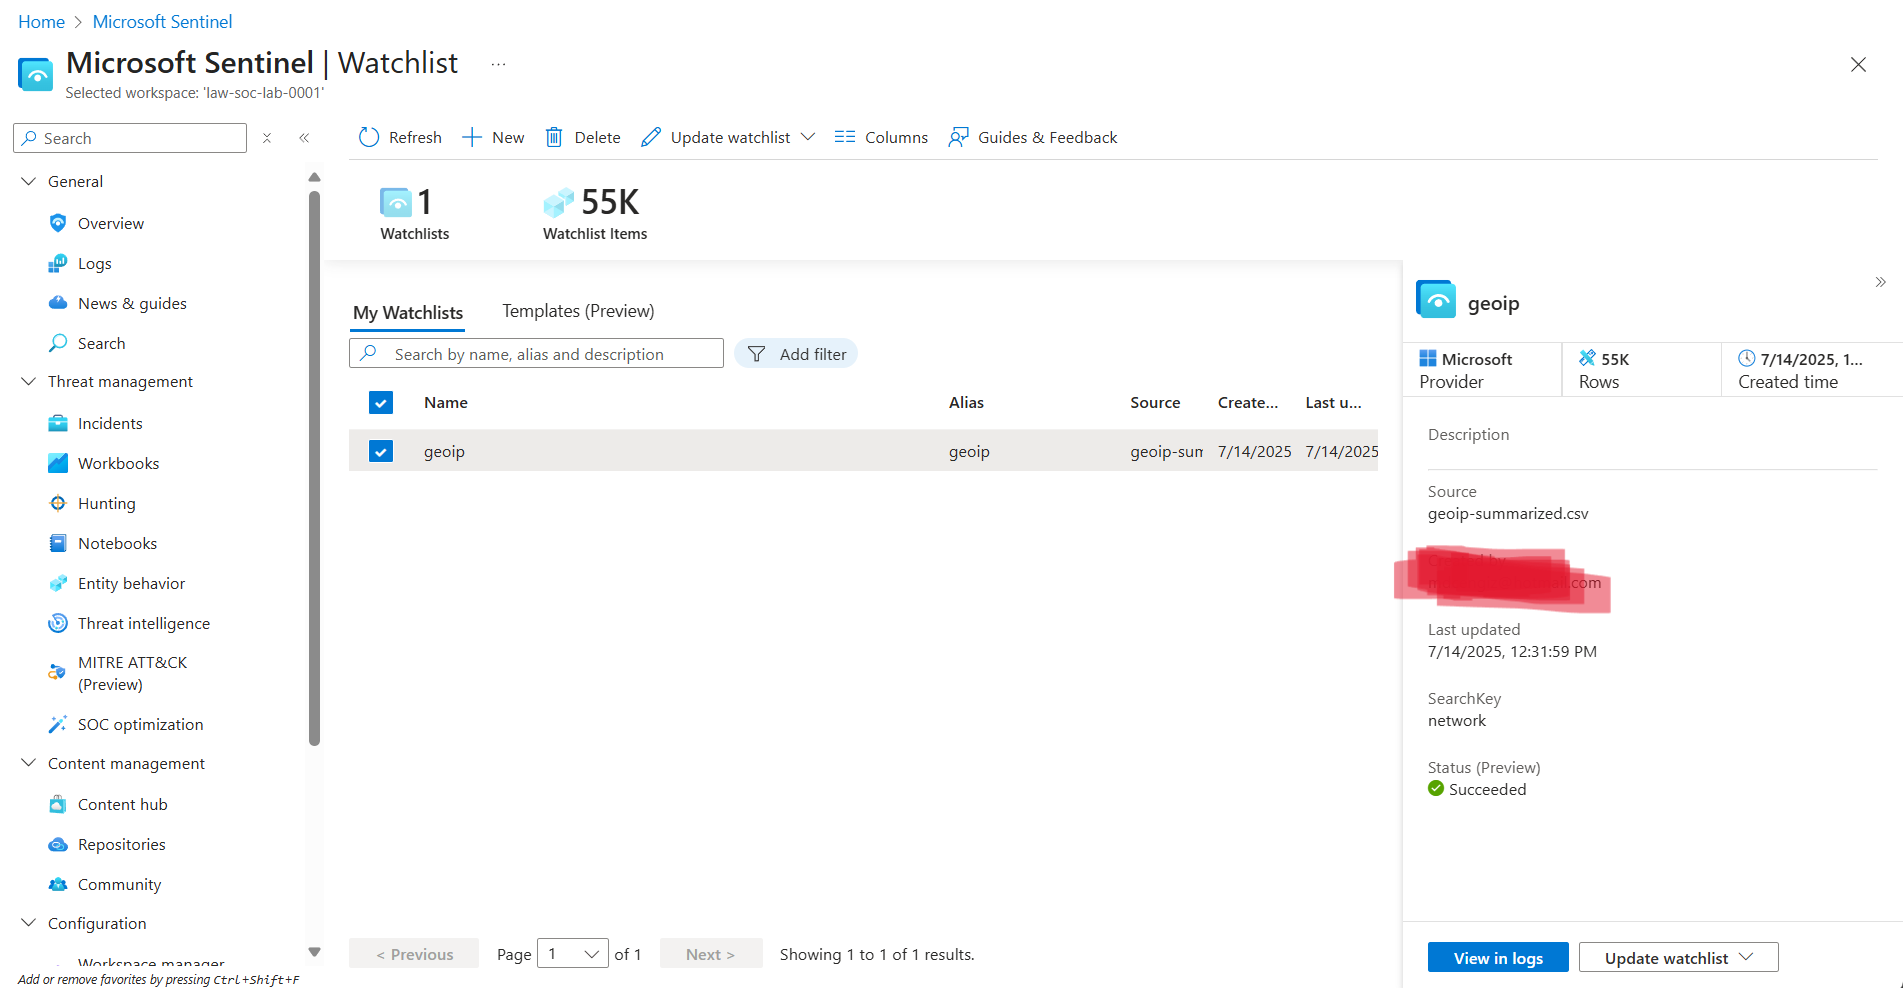 Home > Microsoft Sentinel
Microsoft Sentinel | Watchlist ...
Selected workspace: 'law-soc-lab-0001'
Search
General
Overview
Logs
News & guides
Search
Threat management
Incidents
Workbooks
Hunting
Notebooks
Entity behavior
Threat intelligence
MITRE ATT&CK
(Preview)
SOC optimization
Content management
Content hub
Repositories
Community
Configuration
Workspace manager
Add or remove favorites by pressing Ctrl+Shift+F
Refresh New Delete Update watchlist Columns Guides & Feedback
1 55K
Watchlists Watchlist Items
My Watchlists Templates (Preview)
Search by name, alias and description Add filter
Name Alias Source Create... Last u...
geoip geoip geoip-sum 7/14/2025 7/14/2025
< Previous Page 1 of 1 Next > Showing 1 to 1 of 1 results.
geoip
Microsoft 55K 7/14/2025, 1...
Provider Rows Created time
Description
Source
geoip-summarized.csv
.com
Last updated
7/14/2025, 12:31:59 PM
SearchKey
network
Status (Preview)
Succeeded
View in logs Update watchlist